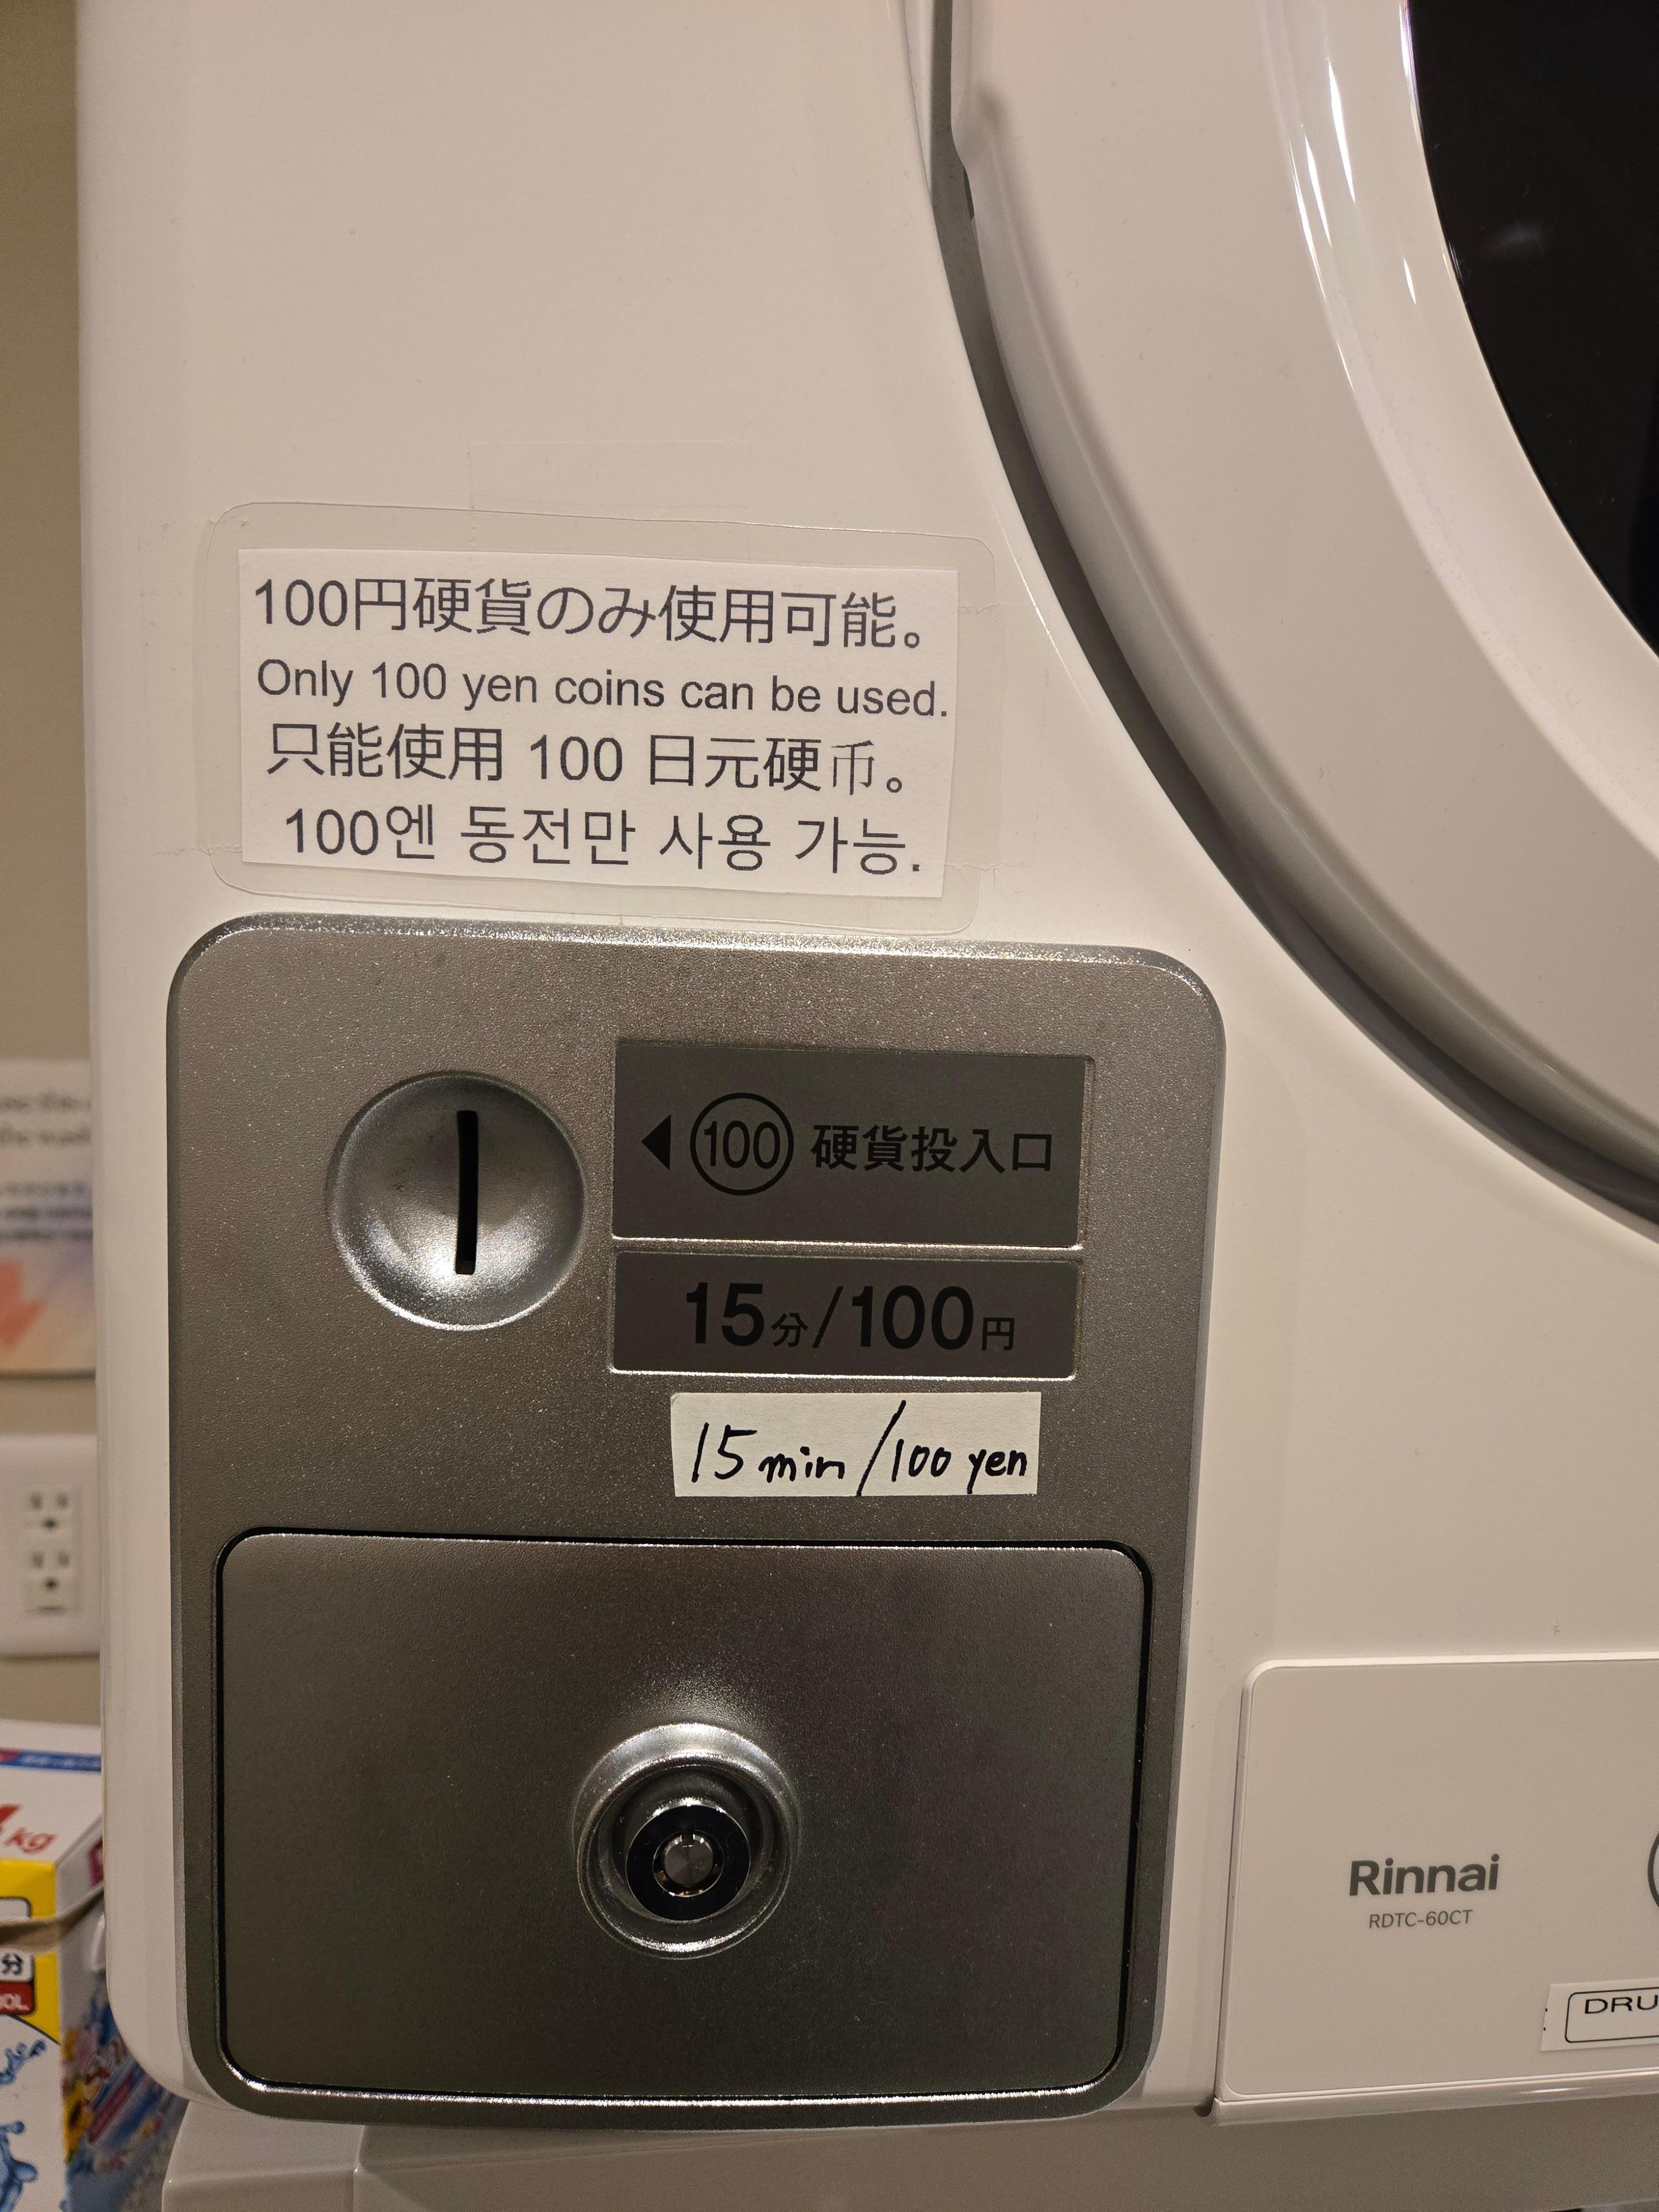 100円硬貨のみ使用可能。
Only 100 yen coins can be used.
只能使用 100 日元硬币。
100엔 동전만 사용 가능.
◀ 100 硬貨投入口
15分/100円
15 min/100 yen
Rinnai
RDTC-60CT
DRU
kg
分